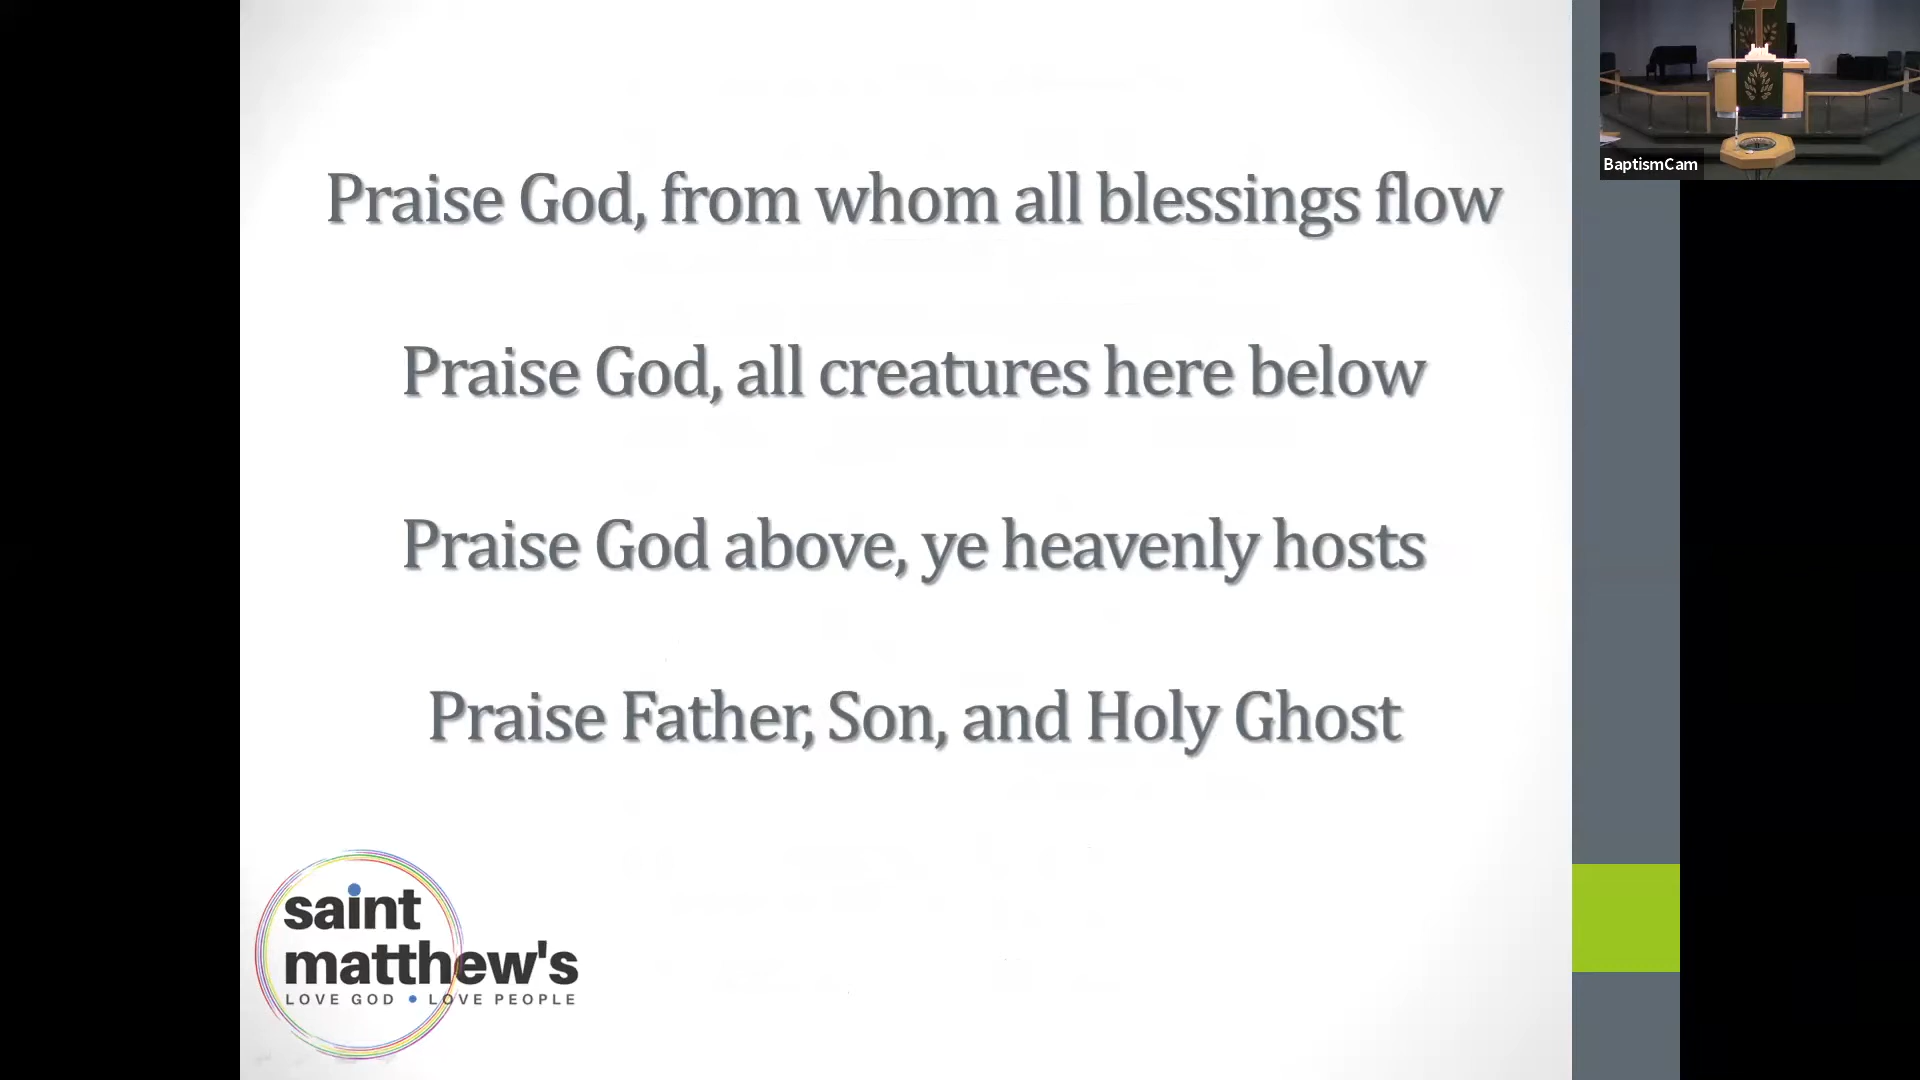 Praise God, from whom all blessings flow
Praise God, all creatures here below
Praise God above, ye heavenly hosts
Praise Father, Son, and Holy Ghost
saint
matthew's
LOVE GOD • LOVE PEOPLE
BaptismCam